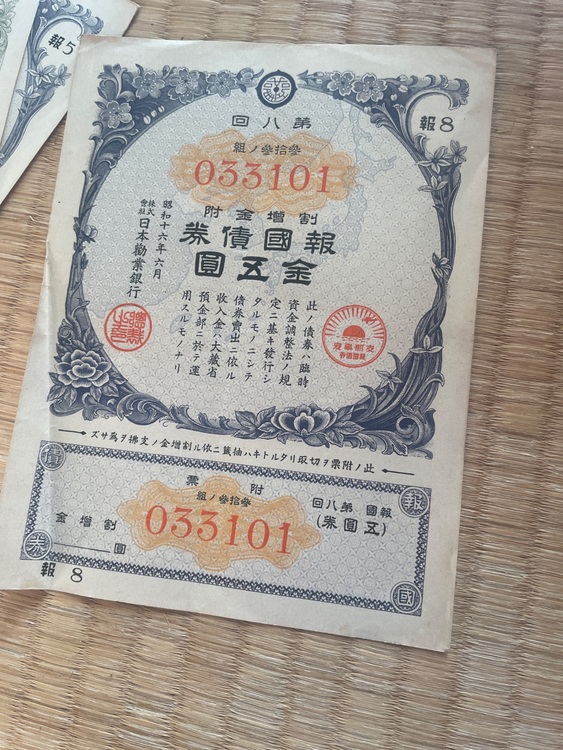 報5
報8
第八回
參拾參ノ組
033101
割増金附
報國債券
金五圓
此ノ債券ハ臨時
資金調整法ノ規
定ニ基キ發行シ
タルモノニシテ
債券賣出ニ依ル
收入金ハ大藏省
預金部ニ於テ運
用スルモノナリ
昭和十六年六月
株式會社日本勸業銀行
此ノ附票ヲ切取リタルトキハ抽籤ニ依ル割増金ノ支拂ヲ爲サズ
報國債券
附票
報國 第八回
(五圓券)
參拾參ノ組
033101
割増金
圓
報 8